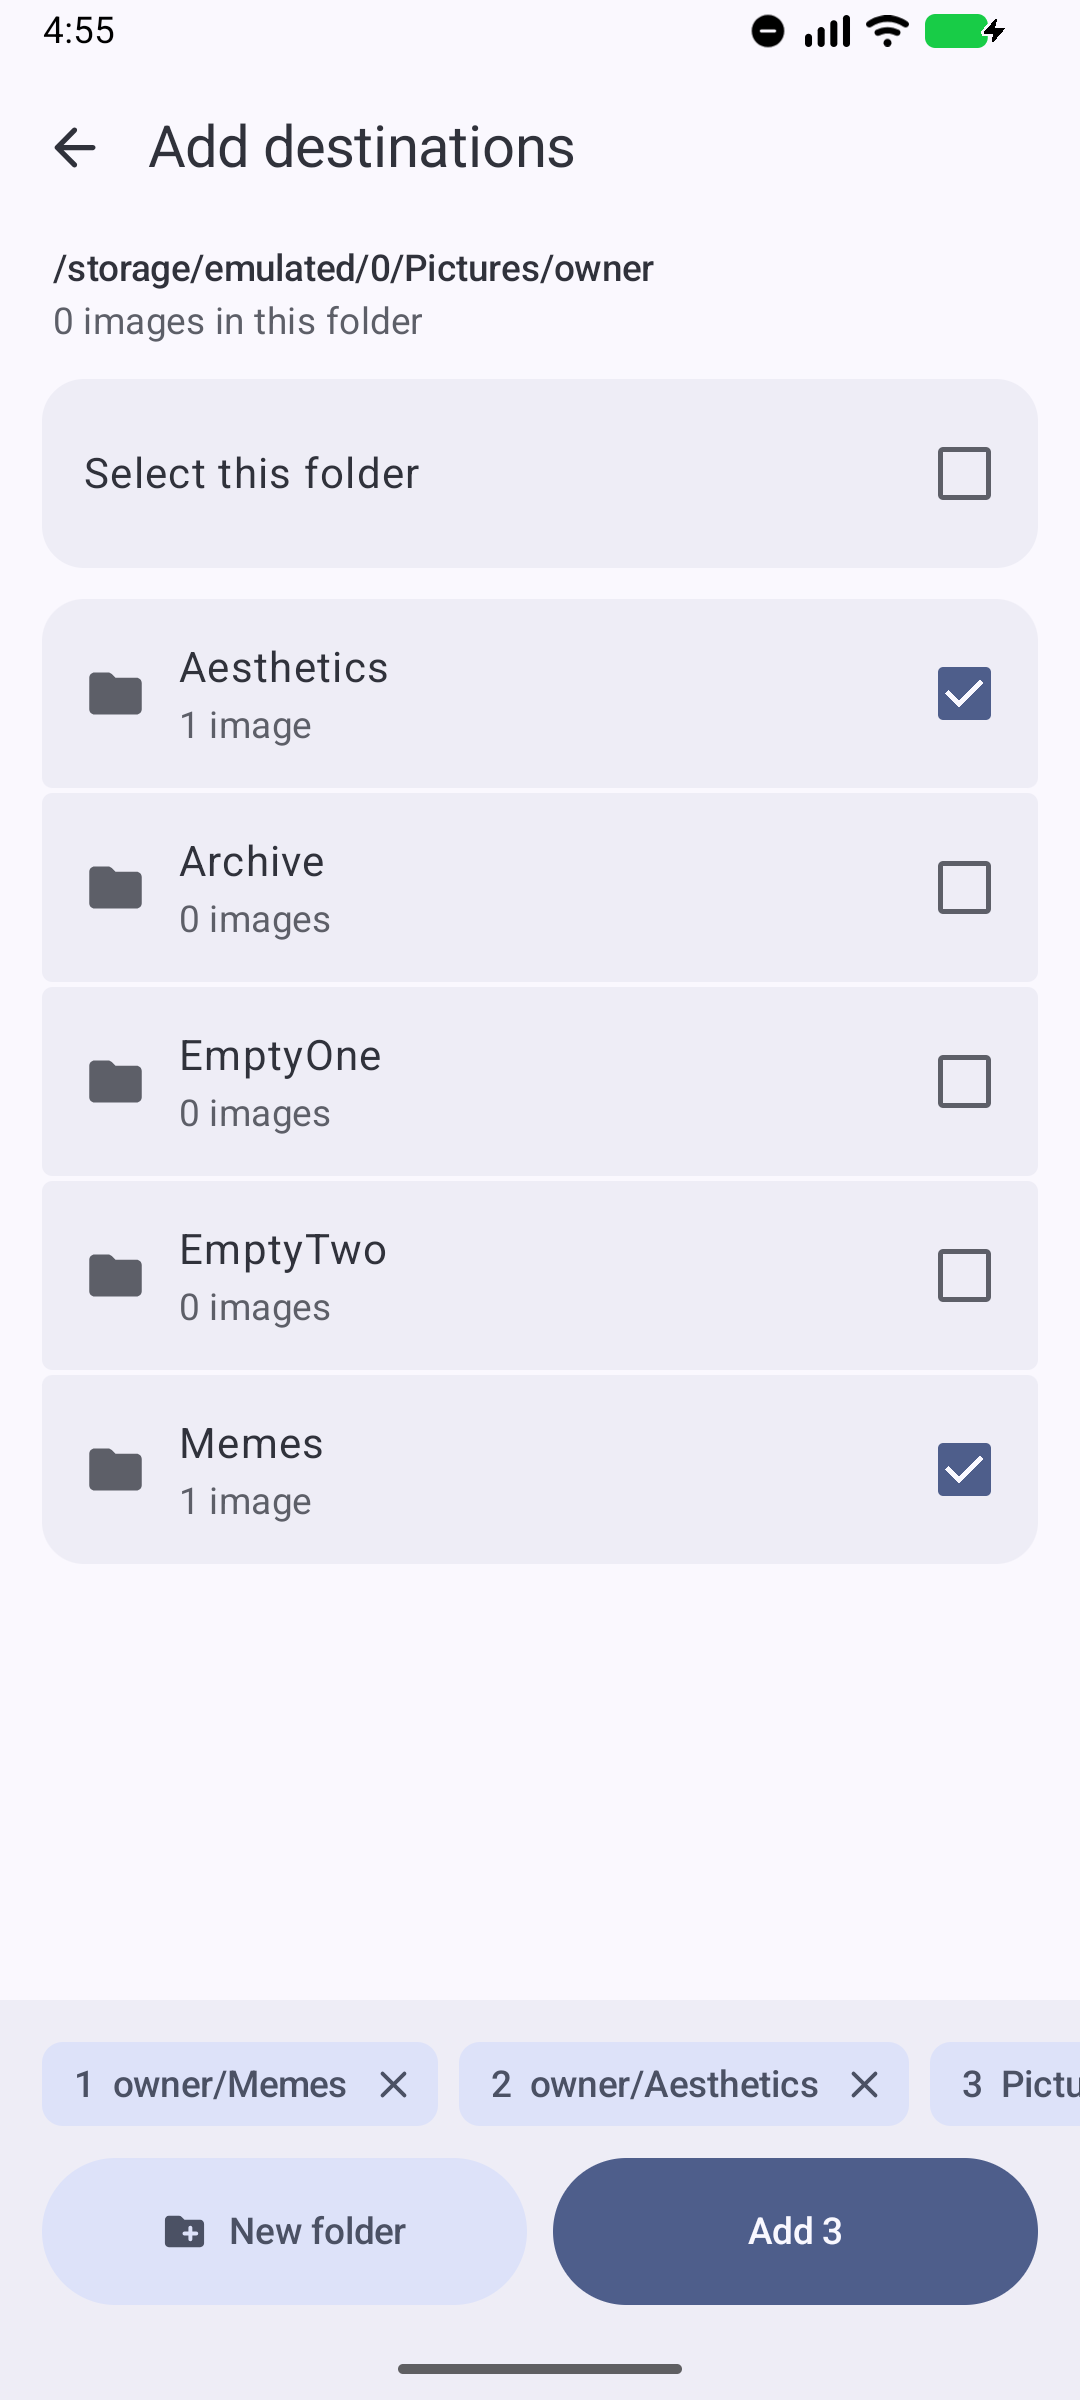 4:55
Add destinations
/storage/emulated/0/Pictures/owner
0 images in this folder
Select this folder
Aesthetics
1 image
Archive
0 images
EmptyOne
0 images
EmptyTwo
0 images
Memes
1 image
1 owner/Memes
2 owner/Aesthetics
3 Pictu
New folder
Add 3